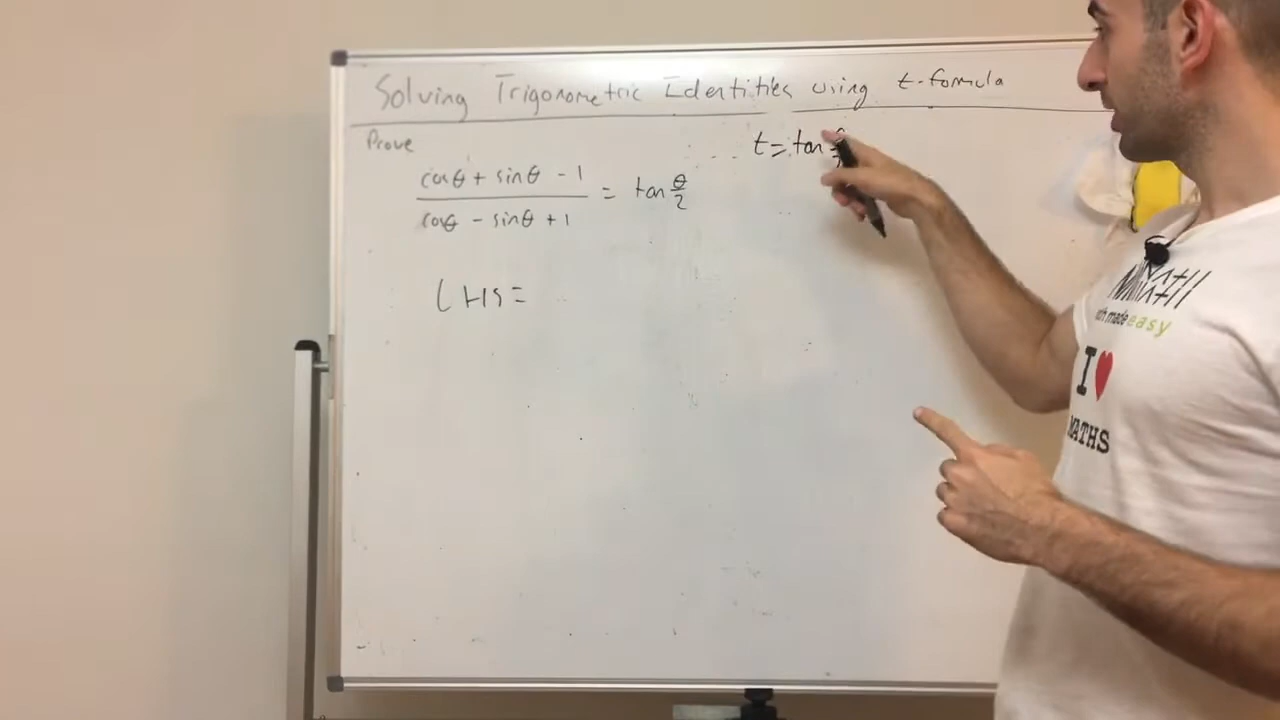 Solving Trigonometric Identities using t-formula
Prove
t = tan θ/2
cosθ + sinθ - 1 / cosθ - sinθ + 1 = tan θ/2
LHS =
MATH
made easy
I ♥
MATHS